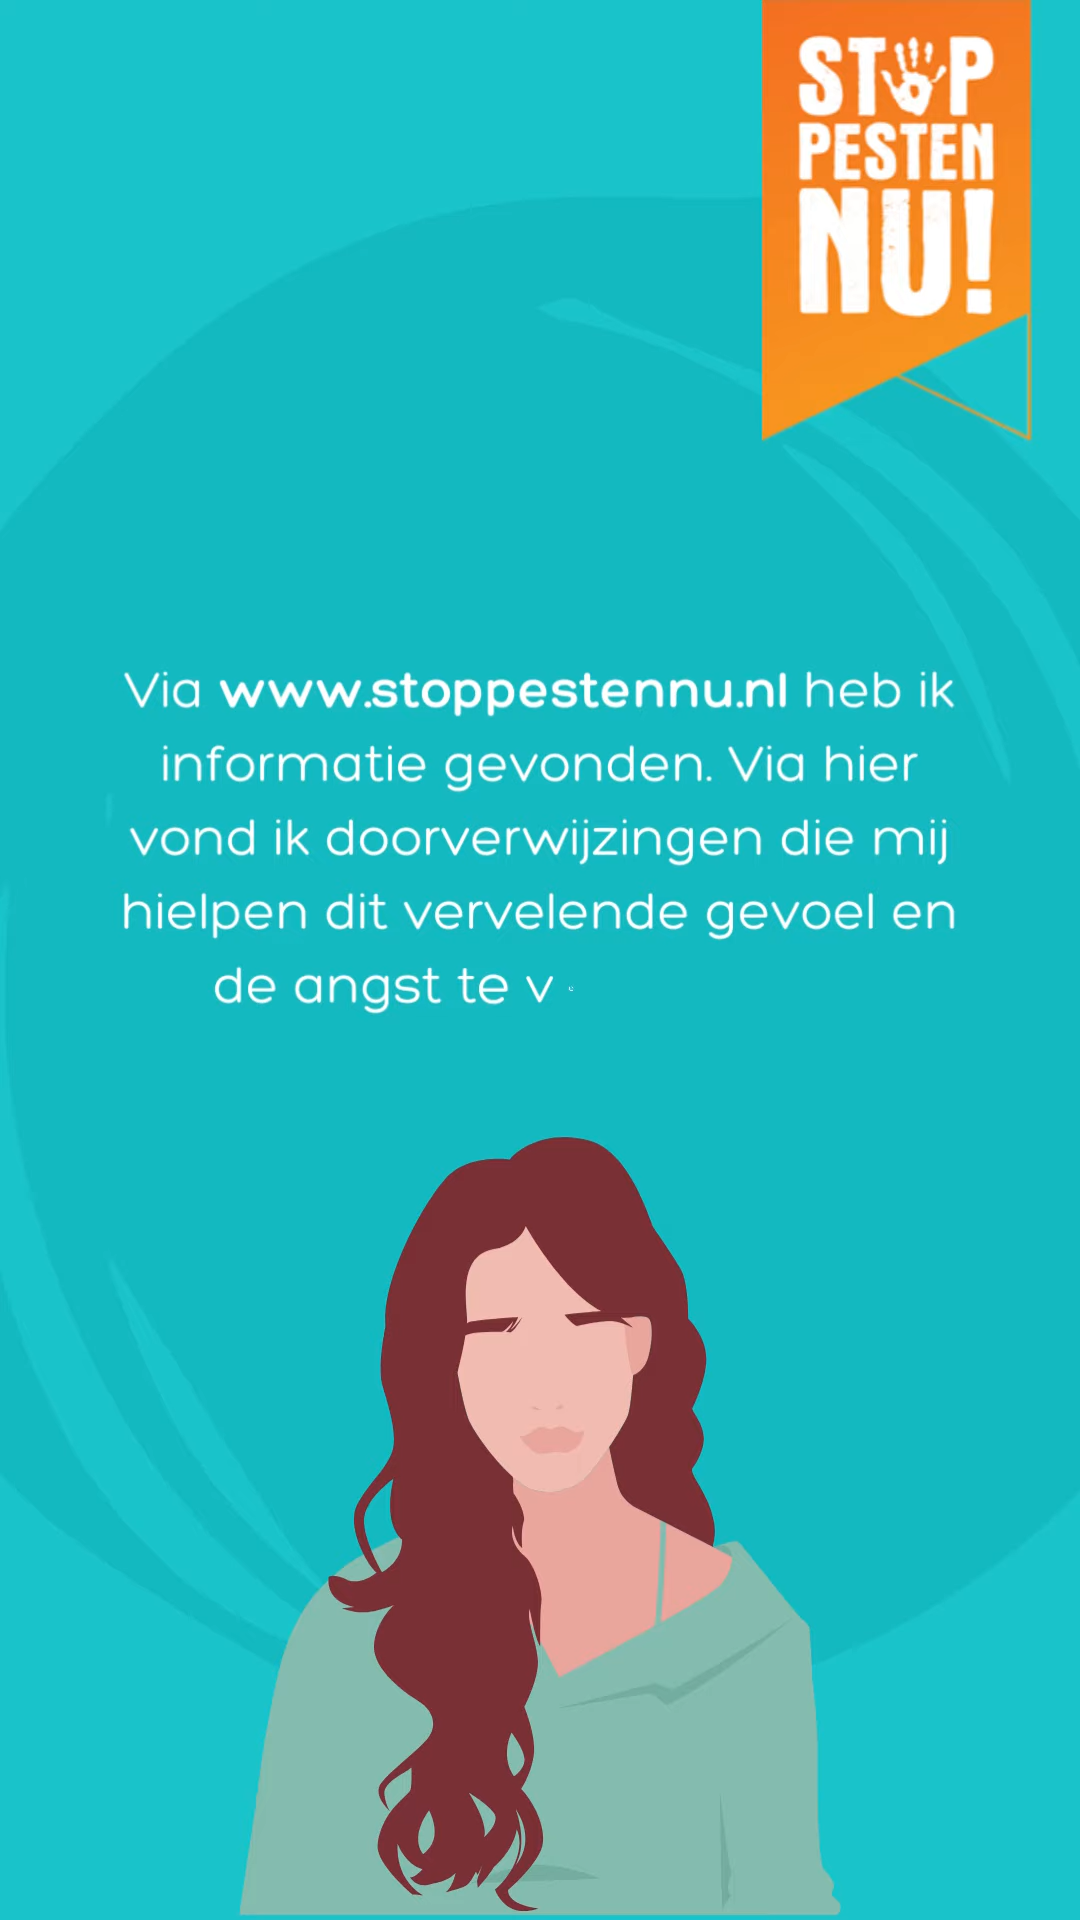 STOP
PESTEN
NU!
Via www.stoppestennu.nl heb ik
informatie gevonden. Via hier
vond ik doorverwijzingen die mij
hielpen dit vervelende gevoel en
de angst te v